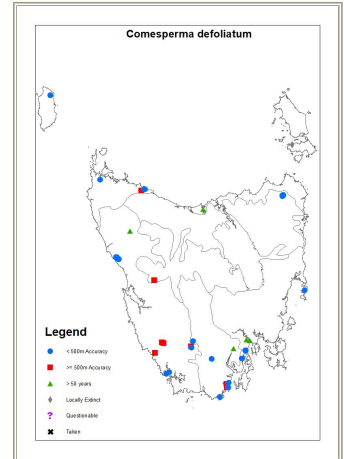 Comesperma defoliatum
Legend
< 500m Accuracy
>= 500m Accuracy
> 50 years
Locally Extinct
Questionable
Taken